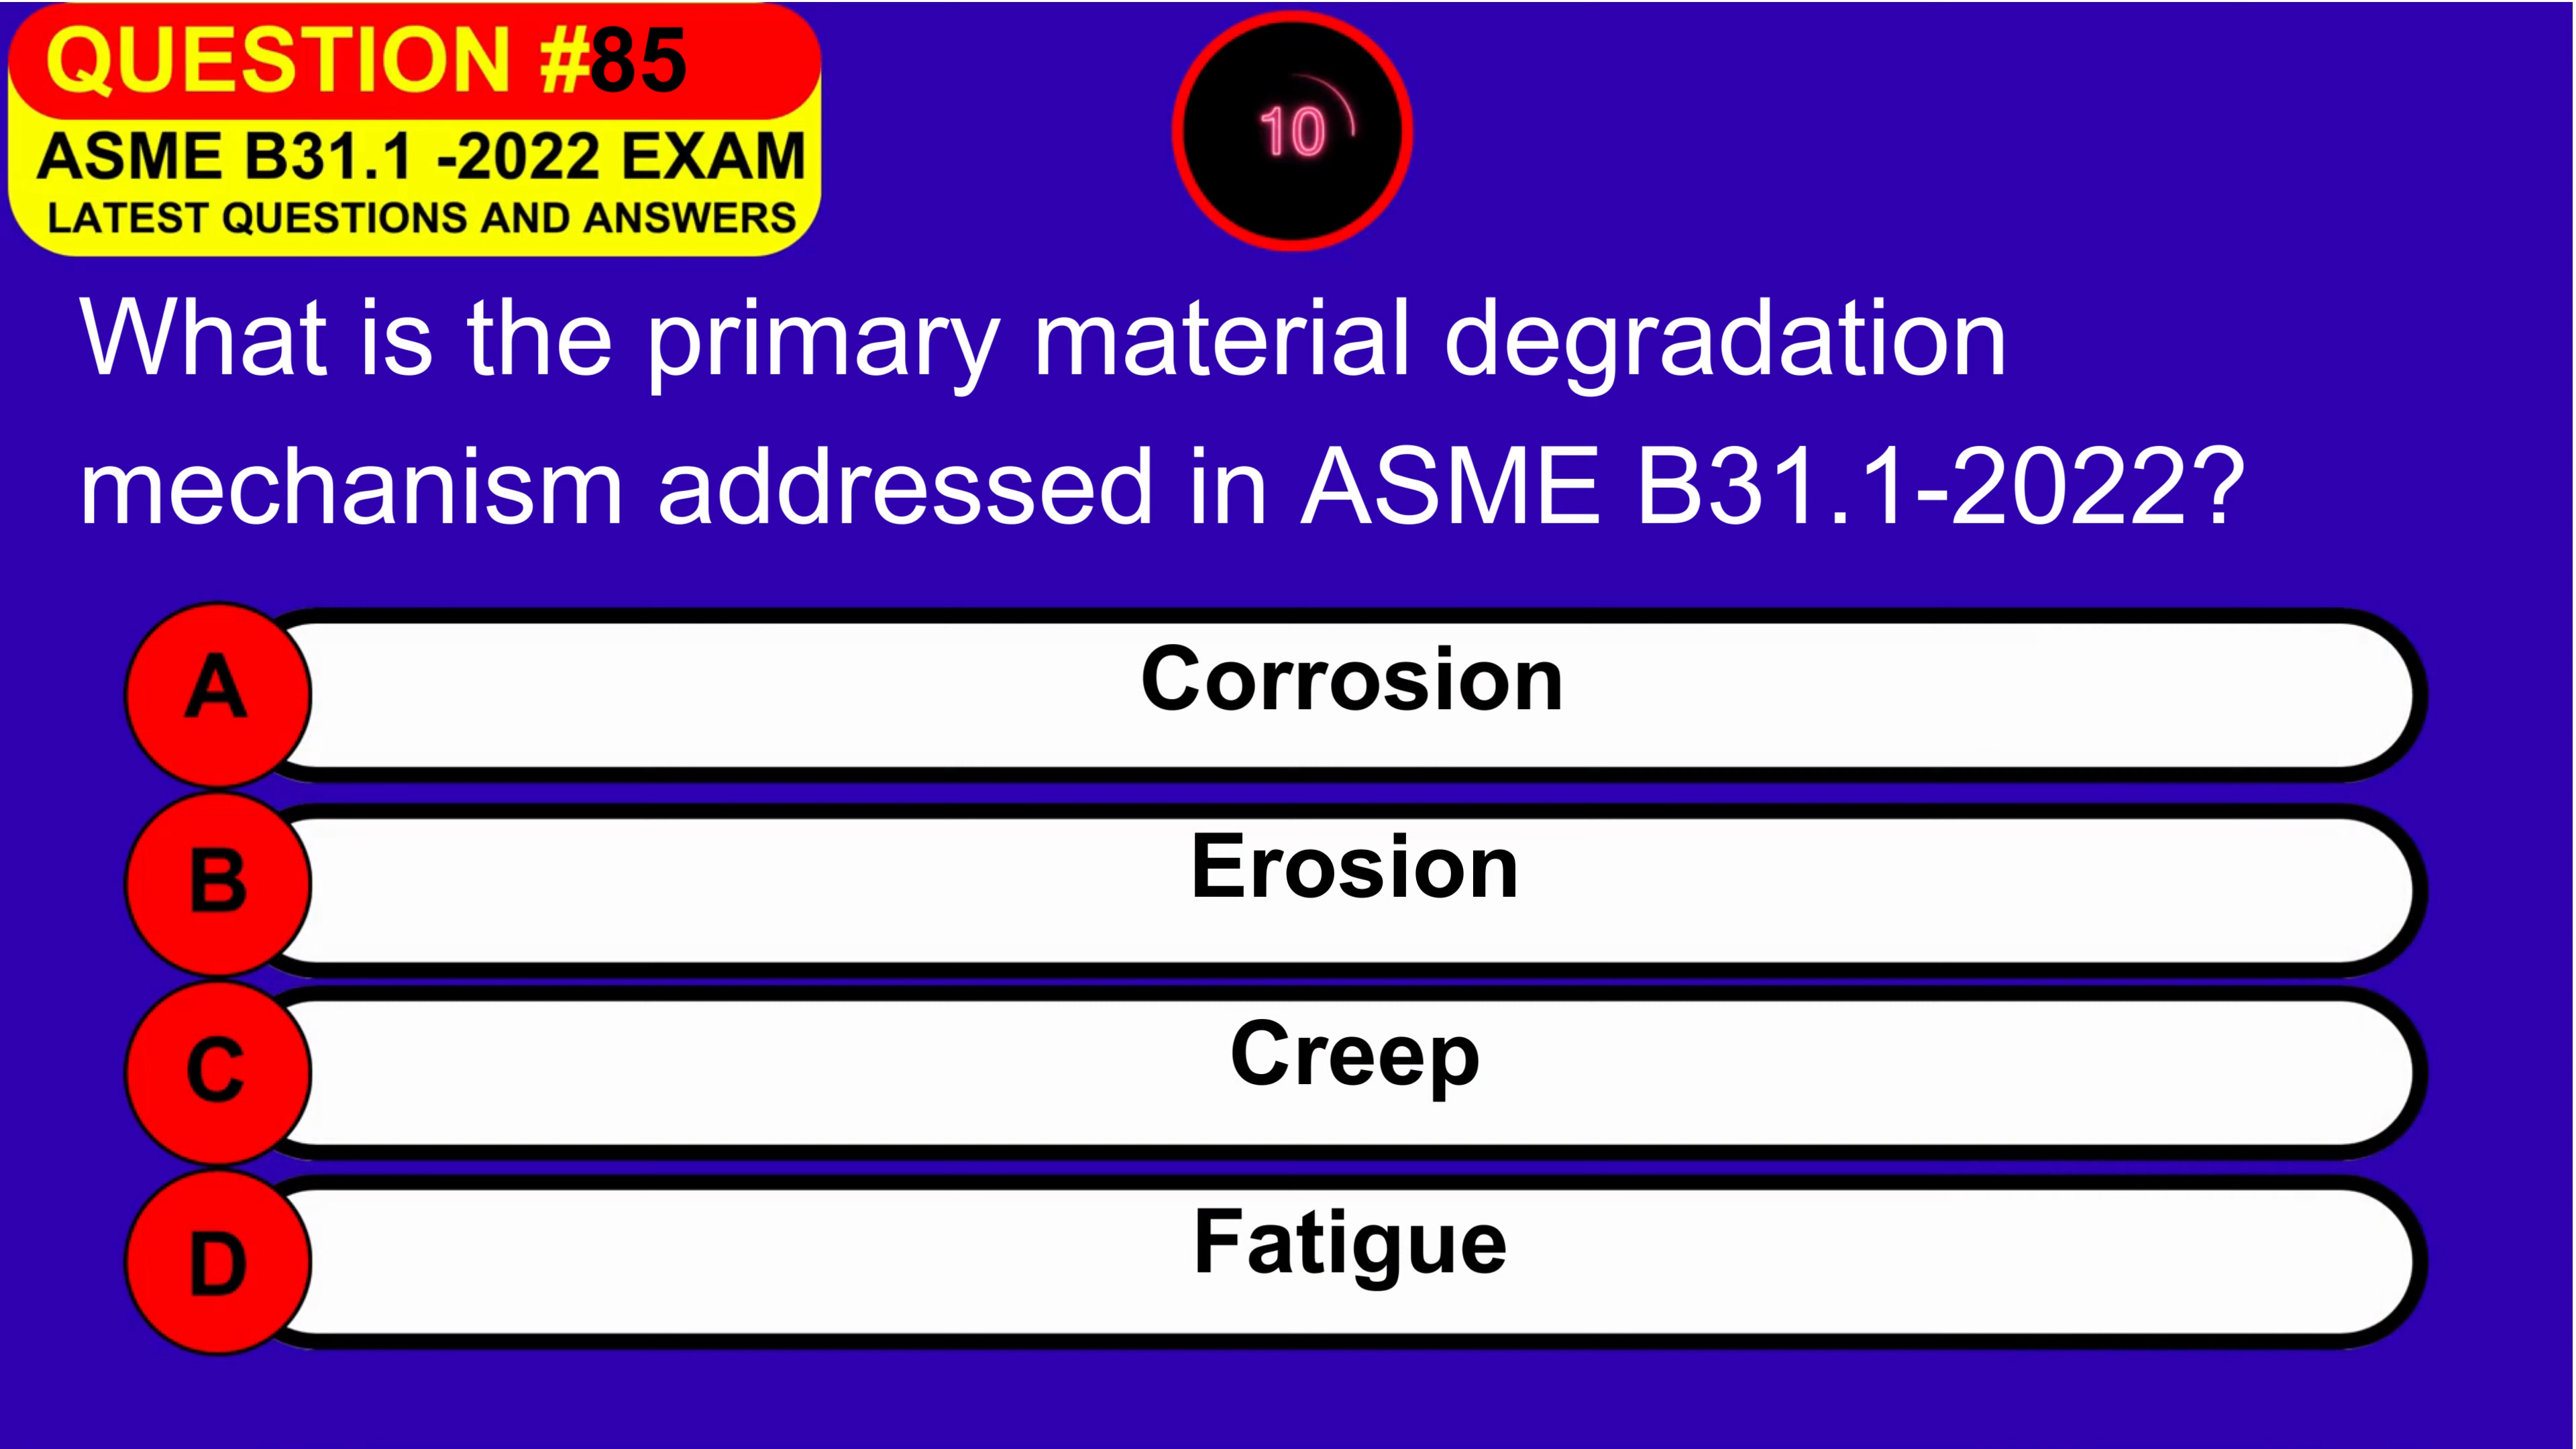 QUESTION #85
ASME B31.1 -2022 EXAM
LATEST QUESTIONS AND ANSWERS
10
What is the primary material degradation
mechanism addressed in ASME B31.1-2022?
A Corrosion
B Erosion
C Creep
D Fatigue